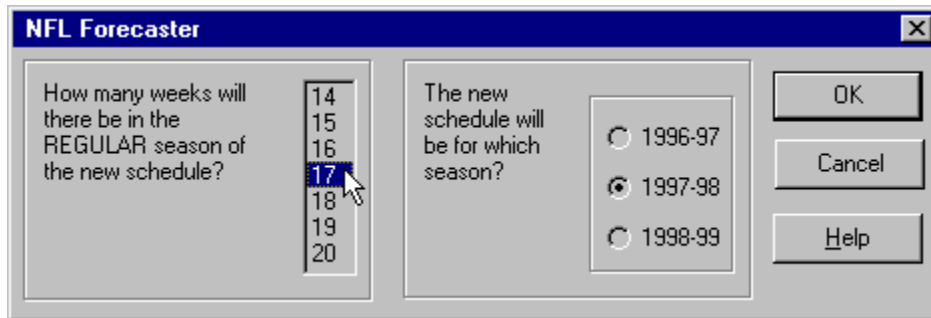 NFL Forecaster
How many weeks will
there be in the
REGULAR season of
the new schedule?
14
15
16
17
18
19
20
The new
schedule will
be for which
season?
1996-97
1997-98
1998-99
OK
Cancel
Help